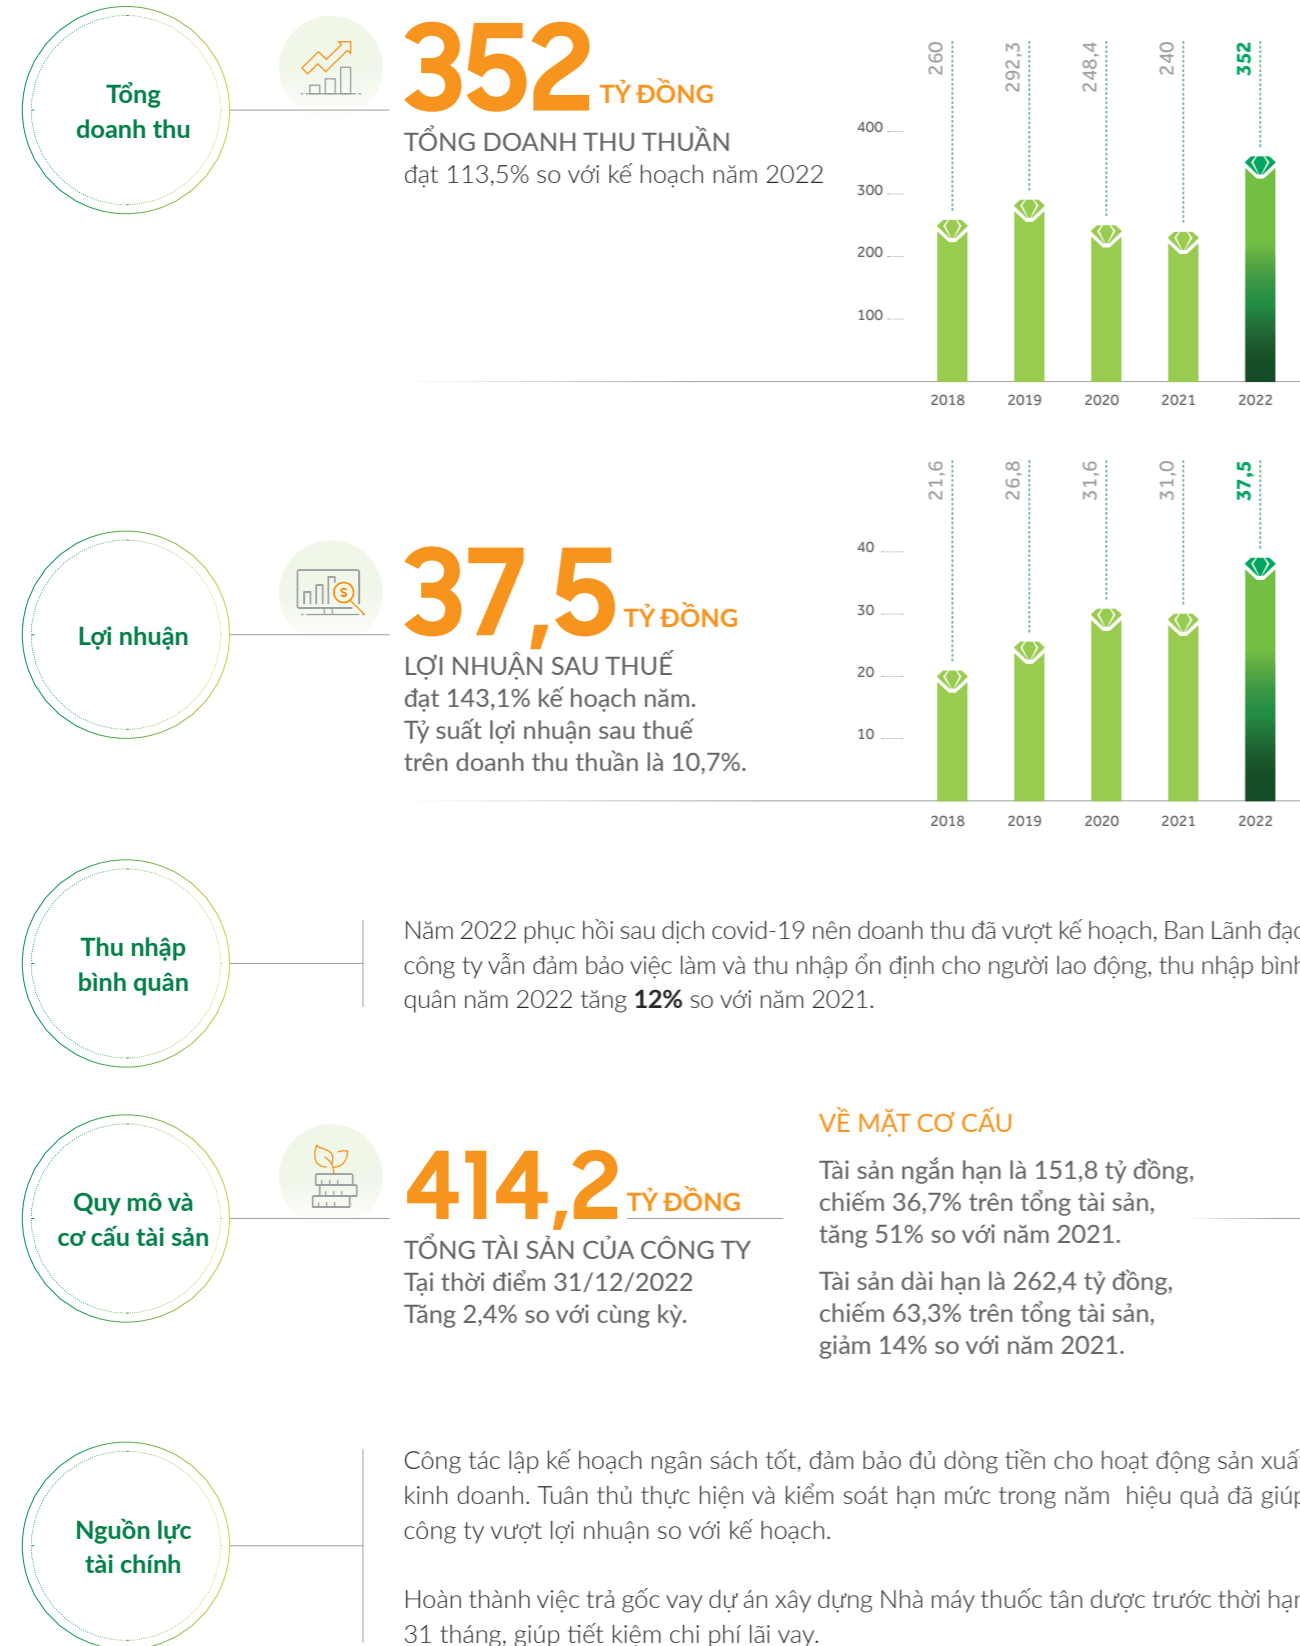 Tổng
doanh thu
352 TỶ ĐỒNG
TỔNG DOANH THU THUẦN
đạt 113,5% so với kế hoạch năm 2022
260
292,3
248,4
240
352
400
300
200
100
2018 2019 2020 2021 2022
Lợi nhuận
$
37,5 TỶ ĐỒNG
LỢI NHUẬN SAU THUẾ
đạt 143,1% kế hoạch năm.
Tỷ suất lợi nhuận sau thuế
trên doanh thu thuần là 10,7%.
21,6
26,8
31,6
31,0
37,5
40
30
20
10
2018 2019 2020 2021 2022
Thu nhập
bình quân
Năm 2022 phục hồi sau dịch covid-19 nên doanh thu đã vượt kế hoạch, Ban Lãnh đạo
công ty vẫn đảm bảo việc làm và thu nhập ổn định cho người lao động, thu nhập bình
quân năm 2022 tăng 12% so với năm 2021.
Quy mô và
cơ cấu tài sản
414,2 TỶ ĐỒNG
TỔNG TÀI SẢN CỦA CÔNG TY
Tại thời điểm 31/12/2022
Tăng 2,4% so với cùng kỳ.
VỀ MẶT CƠ CẤU
Tài sản ngắn hạn là 151,8 tỷ đồng,
chiếm 36,7% trên tổng tài sản,
tăng 51% so với năm 2021.
Tài sản dài hạn là 262,4 tỷ đồng,
chiếm 63,3% trên tổng tài sản,
giảm 14% so với năm 2021.
Nguồn lực
tài chính
Công tác lập kế hoạch ngân sách tốt, đảm bảo đủ dòng tiền cho hoạt động sản xuất
kinh doanh. Tuân thủ thực hiện và kiểm soát hạn mức trong năm hiệu quả đã giúp
công ty vượt lợi nhuận so với kế hoạch.
Hoàn thành việc trả gốc vay dự án xây dựng Nhà máy thuốc tân dược trước thời hạn
31 tháng, giúp tiết kiệm chi phí lãi vay.